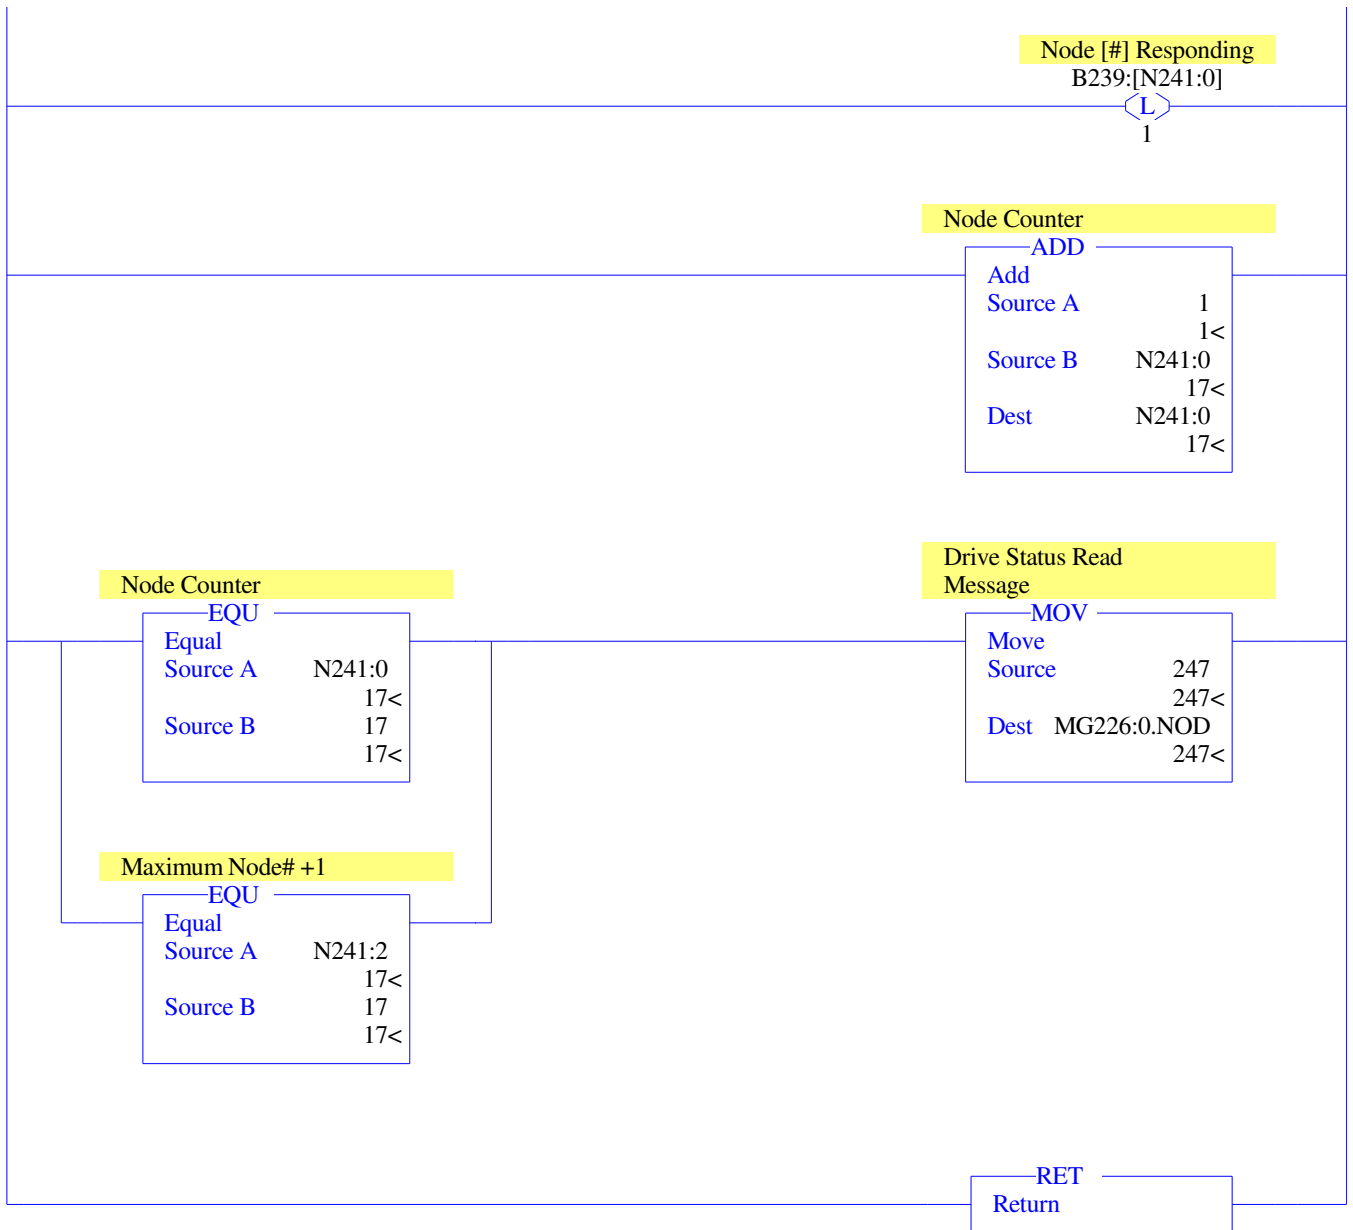 Node [#] Responding
B239:[N241:0]
L
1
Node Counter
ADD
Add
Source A 1
1<
Source B N241:0
17<
Dest N241:0
17<
Node Counter
EQU
Equal
Source A N241:0
17<
Source B 17
17<
Drive Status Read
Message
MOV
Move
Source 247
247<
Dest MG226:0.NOD
247<
Maximum Node# +1
EQU
Equal
Source A N241:2
17<
Source B 17
17<
RET
Return